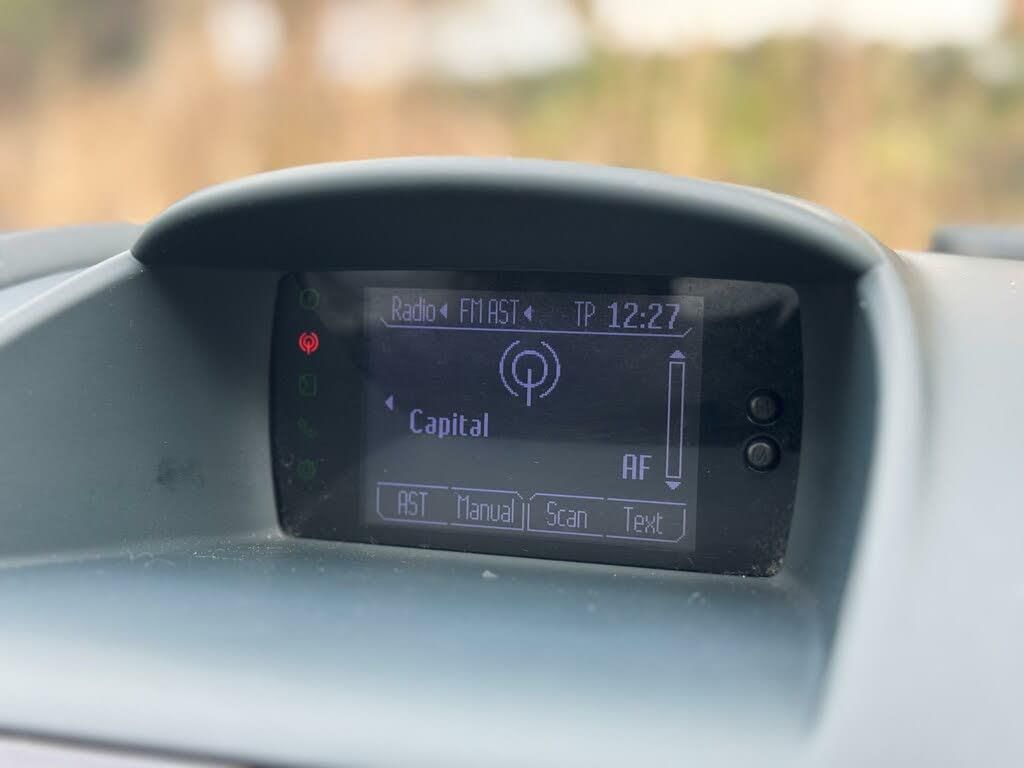 Radio FM AST TP 12:27
Capital
AF
AST Manual Scan Text